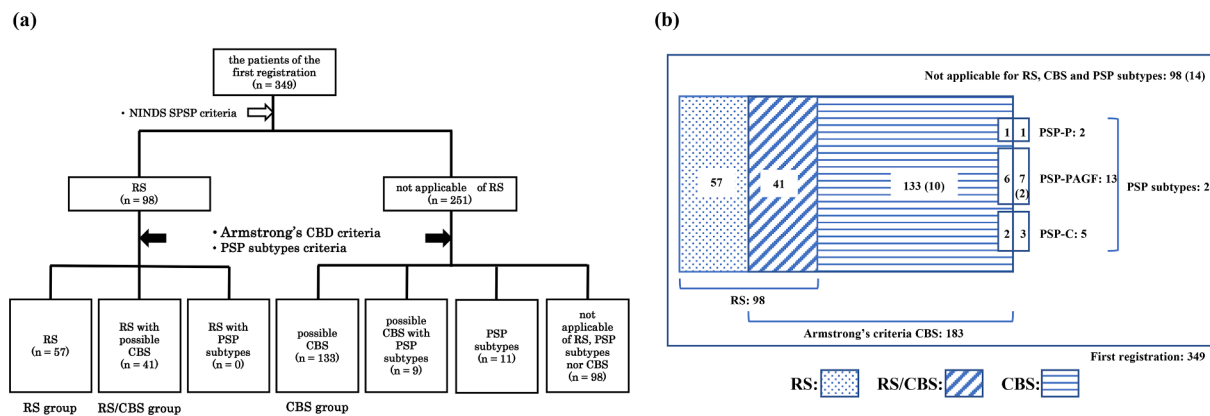 (a)
the patients of the
first registration
(n = 349)
• NINDS SPSP criteria
RS
(n = 98)
not applicable of RS
(n = 251)
• Armstrong's CBD criteria
• PSP subtypes criteria
RS
(n = 57)
RS with
possible
CBS
(n = 41)
RS with
PSP
subtypes
(n = 0)
possible
CBS
(n = 133)
possible
CBS with
PSP
subtypes
(n = 9)
PSP
subtypes
(n = 11)
not
applicable
of RS, PSP
subtypes
nor CBS
(n = 98)
RS group
RS/CBS group
CBS group
(b)
Not applicable for RS, CBS and PSP subtypes: 98 (14)
57
41
133 (10)
1 1
PSP-P: 2
6 7
(2)
PSP-PAGF: 13
2 3
PSP-C: 5
PSP subtypes: 2
RS: 98
Armstrong's criteria CBS: 183
First registration: 349
RS:
RS/CBS:
CBS: